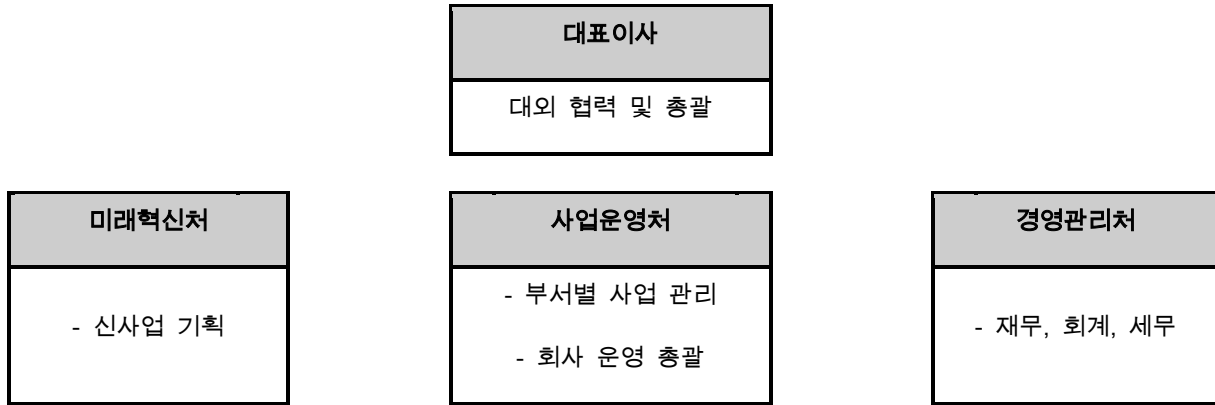 대표이사
대외 협력 및 총괄
미래혁신처
사업운영처
경영관리처
- 신사업 기획
- 부서별 사업 관리
- 회사 운영 총괄
- 재무, 회계, 세무